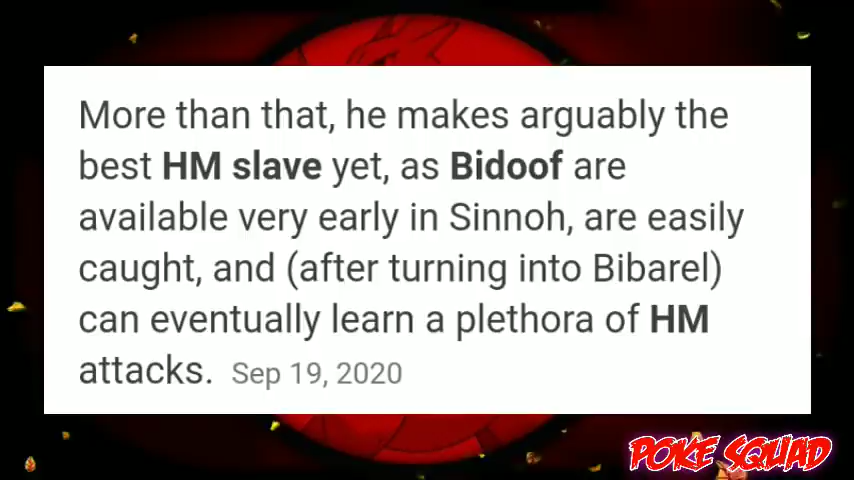 More than that, he makes arguably the
best HM slave yet, as Bidoof are
available very early in Sinnoh, are easily
caught, and (after turning into Bibarel)
can eventually learn a plethora of HM
attacks. Sep 19, 2020
POKE SQUAD